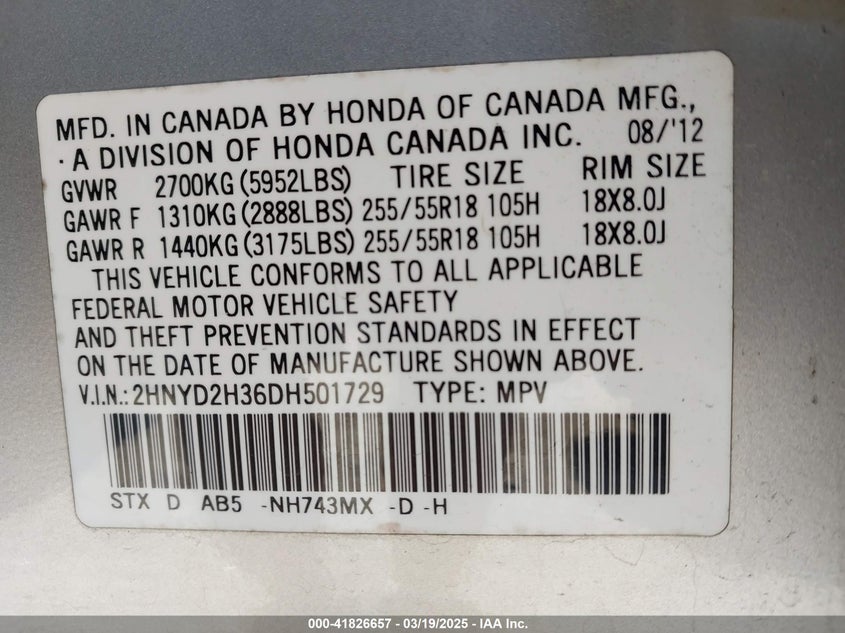 MFD. IN CANADA BY HONDA OF CANADA MFG.,
· A DIVISION OF HONDA CANADA INC. 08/'12
GVWR 2700KG (5952LBS) TIRE SIZE RIM SIZE
GAWR F 1310KG (2888LBS) 255/55R18 105H 18X8.0J
GAWR R 1440KG (3175LBS) 255/55R18 105H 18X8.0J
THIS VEHICLE CONFORMS TO ALL APPLICABLE
FEDERAL MOTOR VEHICLE SAFETY
AND THEFT PREVENTION STANDARDS IN EFFECT
ON THE DATE OF MANUFACTURE SHOWN ABOVE.
V.I.N.: 2HNYD2H36DH501729 TYPE: MPV
STX D AB5 -NH743MX -D -H
000-41826657 - 03/19/2025 - IAA Inc.